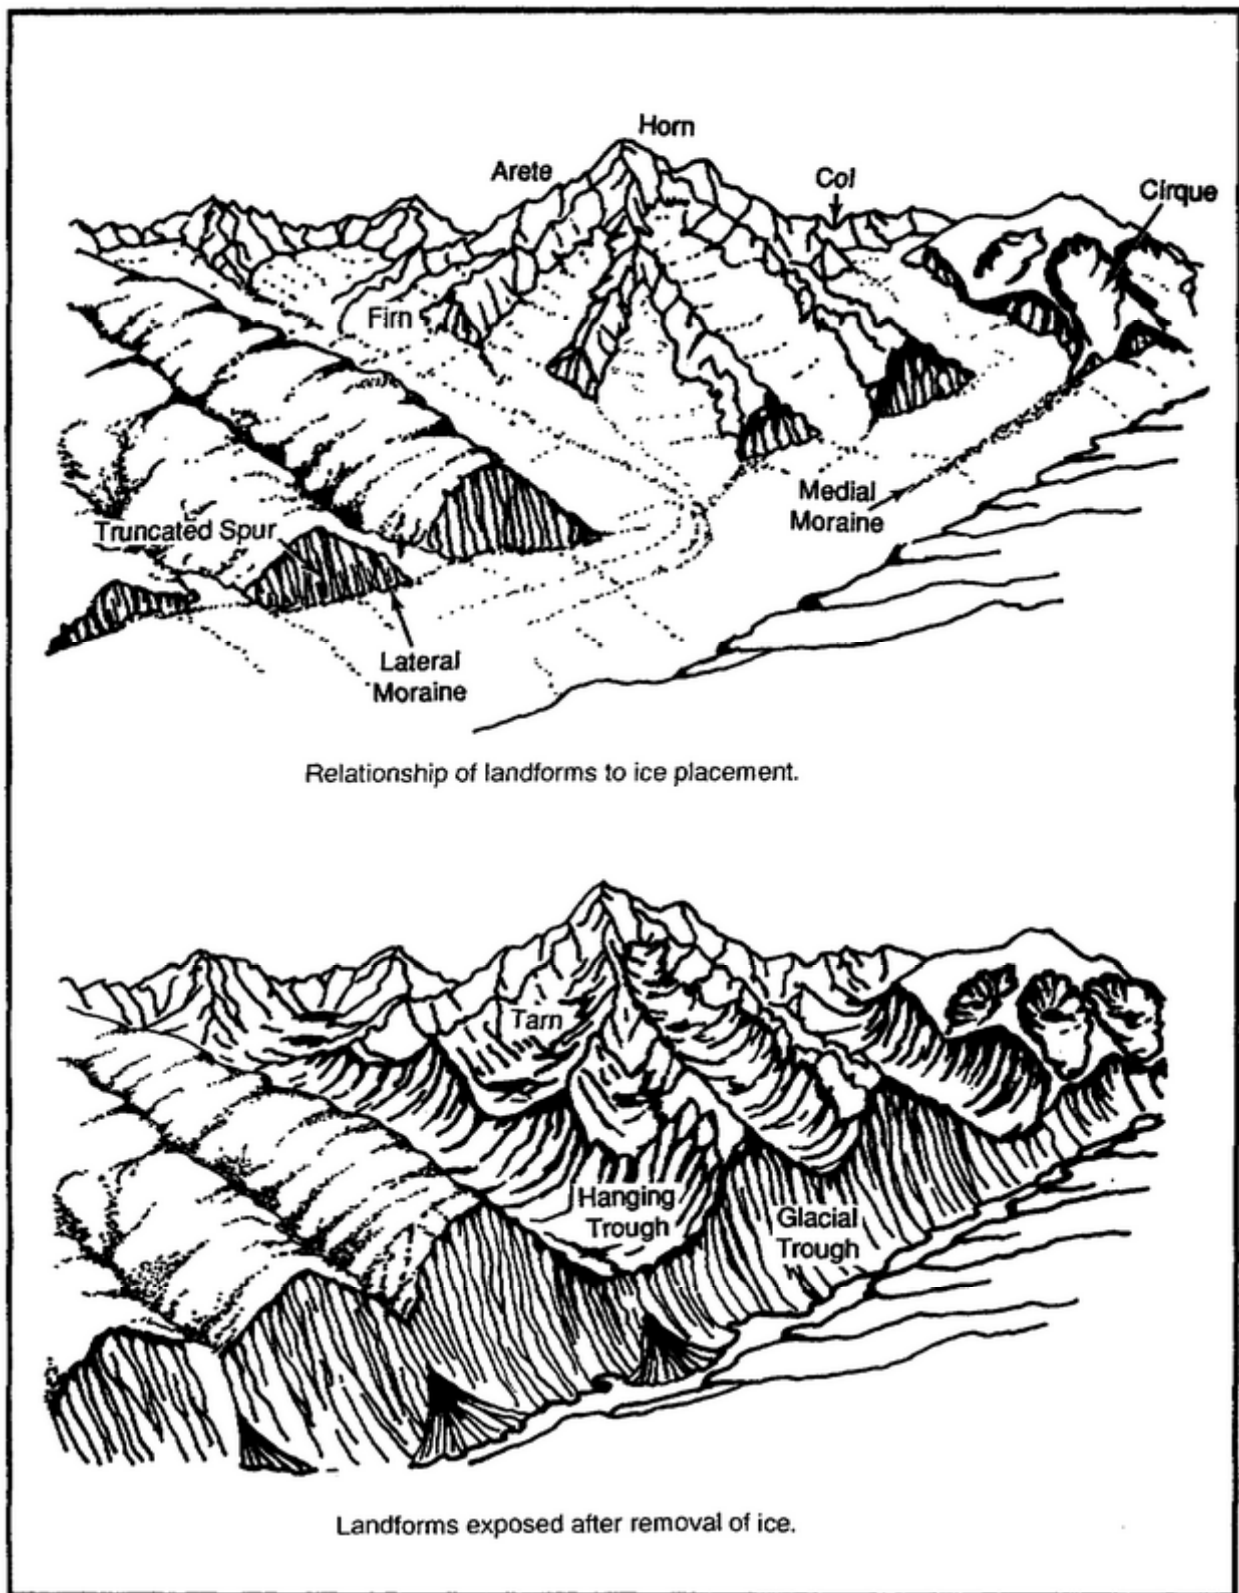 Horn
Arete
Col
Cirque
Firn
Medial
Moraine
Truncated Spur
Lateral
Moraine
Relationship of landforms to ice placement.
Tarn
Hanging
Trough
Glacial
Trough
Landforms exposed after removal of ice.